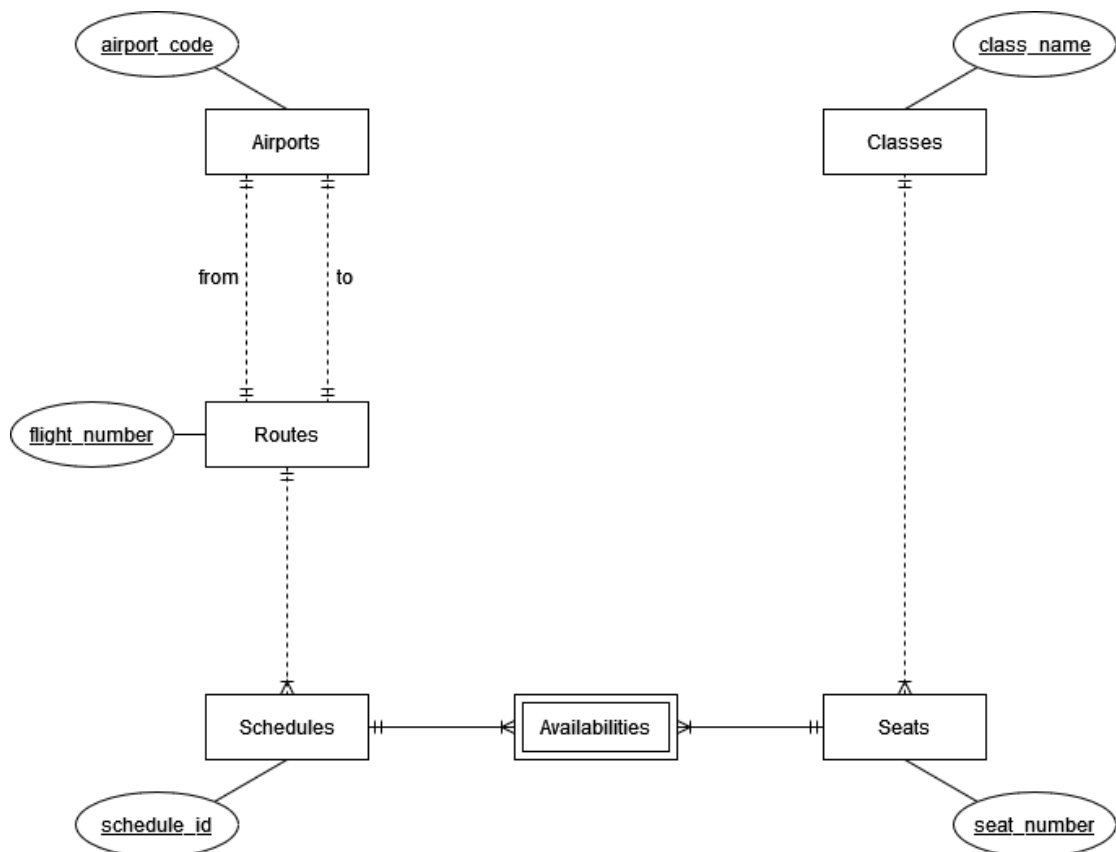 airport_code
class_name
Airports
Classes
from
to
flight_number
Routes
Schedules
Availabilities
Seats
schedule_id
seat_number